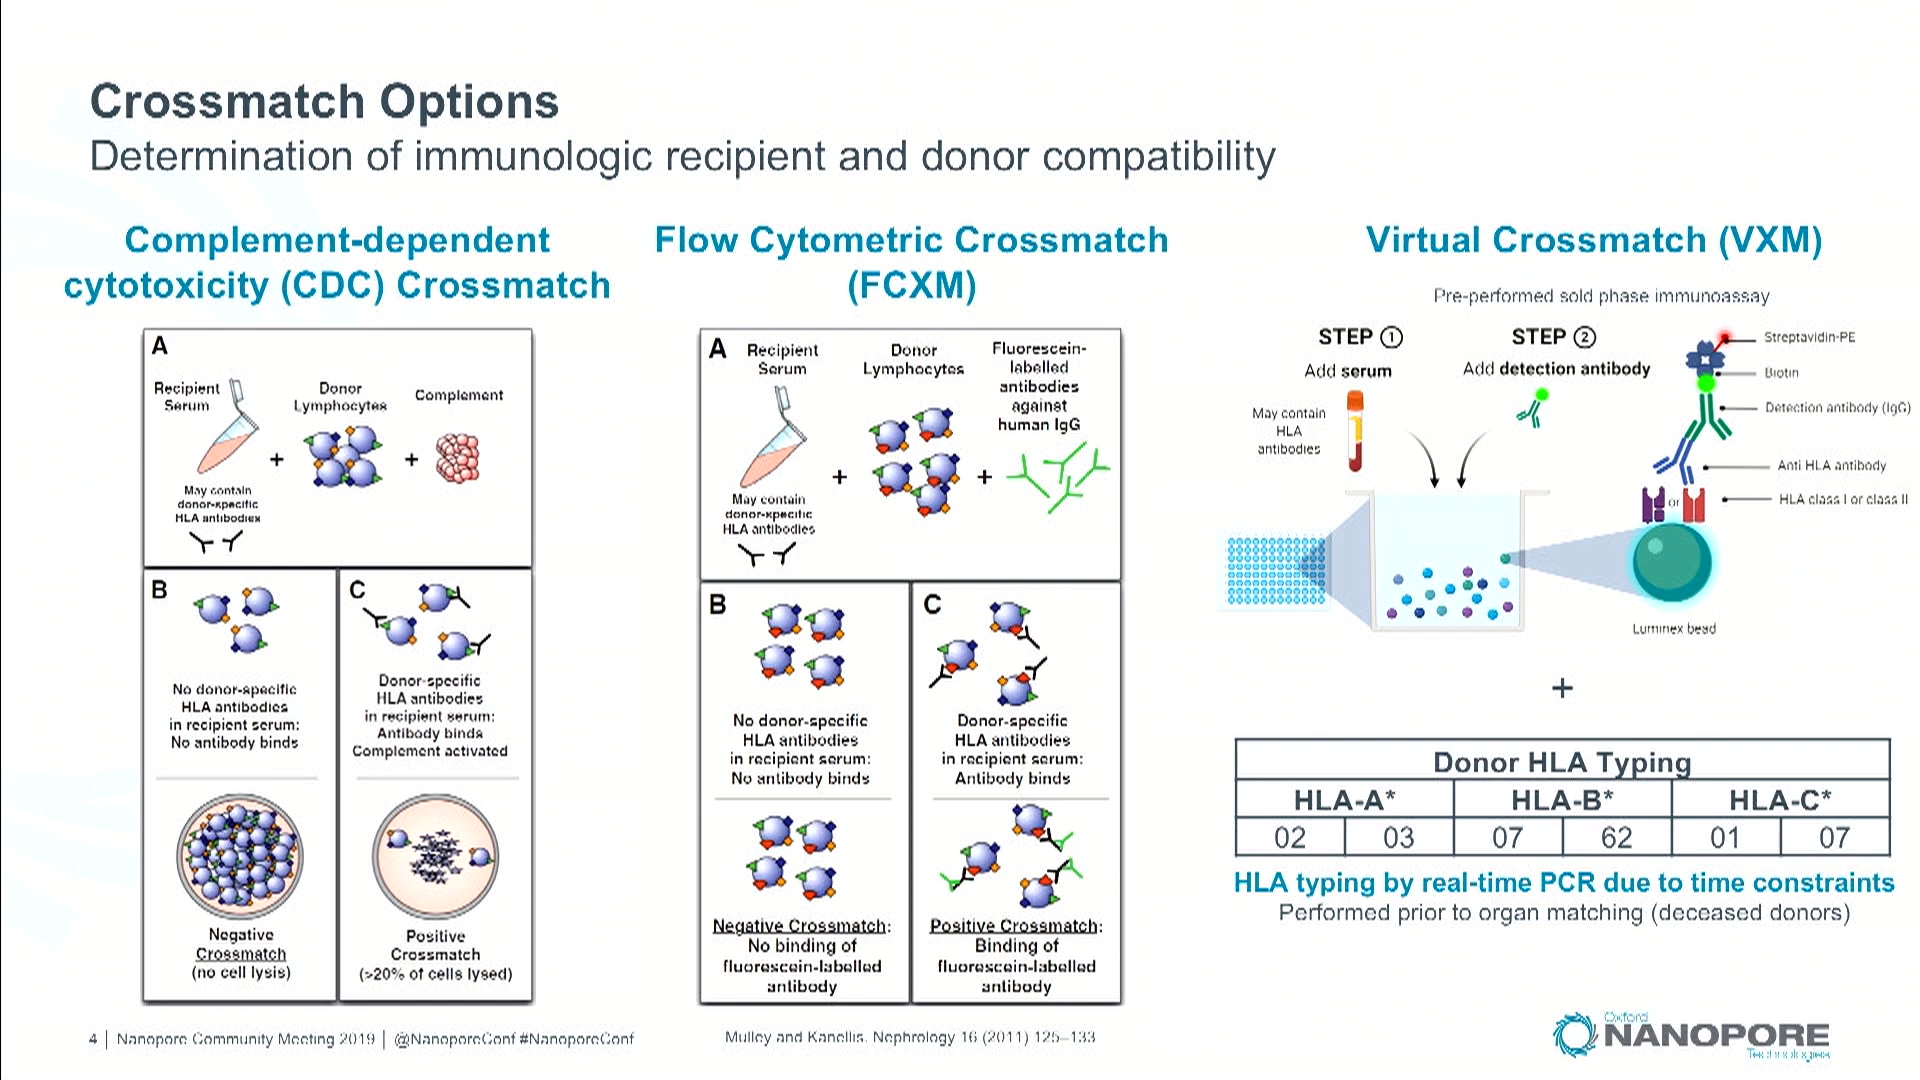 Crossmatch Options
Determination of immunologic recipient and donor compatibility
Complement-dependent
cytotoxicity (CDC) Crossmatch
A
Recipient
Serum
Donor
Lymphocytes
Complement
+
+
May contain
donor-specific
HLA antibodies
B
No donor-specific
HLA antibodies
in recipient serum:
No antibody binds
Negative
Crossmatch
(no cell lysis)
C
Donor-specific
HLA antibodies
in recipient serum:
Antibody binds
Complement activated
Positive
Crossmatch
(>20% of cells lysed)
Flow Cytometric Crossmatch
(FCXM)
A
Recipient
Serum
Donor
Lymphocytes
Fluorescein-
labelled
antibodies
against
human IgG
+
+
May contain
donor-specific
HLA antibodies
B
No donor-specific
HLA antibodies
in recipient serum:
No antibody binds
Negative Crossmatch:
No binding of
fluorescein-labelled
antibody
C
Donor-specific
HLA antibodies
in recipient serum:
Antibody binds
Positive Crossmatch:
Binding of
fluorescein-labelled
antibody
Virtual Crossmatch (VXM)
Pre-performed sold phase immunoassay
STEP 1
Add serum
May contain
HLA
antibodies
STEP 2
Add detection antibody
Streptavidin-PE
Biotin
Detection antibody (IgG)
Anti HLA antibody
or
HLA class I or class II
Luminex bead
+
Donor HLA Typing
HLA-A* HLA-B* HLA-C*
02 03 07 62 01 07
HLA typing by real-time PCR due to time constraints
Performed prior to organ matching (deceased donors)
4 | Nanopore Community Meeting 2019 | @NanoporeConf #NanoporeConf
Mulley and Kanellis. Nephrology 16 (2011) 125–133
Oxford
NANOPORE
Technologies